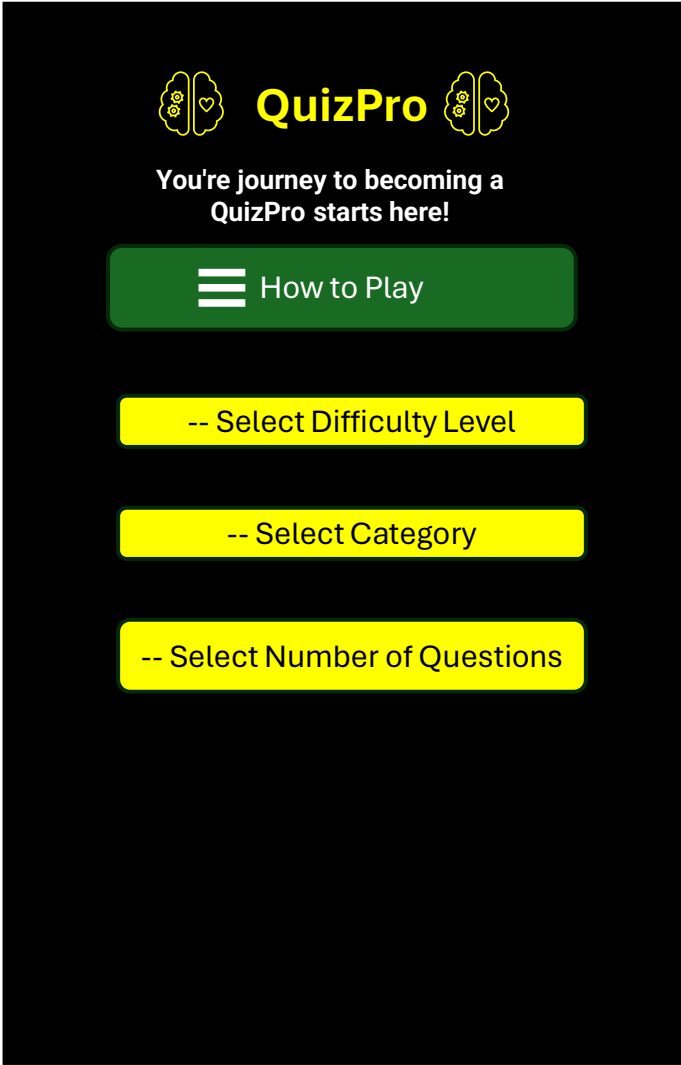 QuizPro
You're journey to becoming a
QuizPro starts here!
How to Play
-- Select Difficulty Level
-- Select Category
-- Select Number of Questions